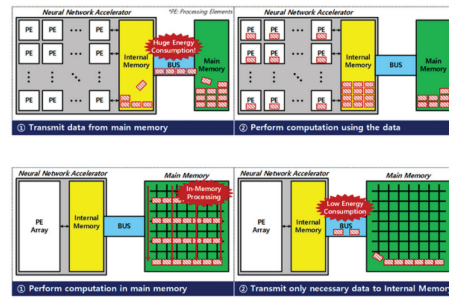 Neural Network Accelerator
*PE: Processing Elements
PE PE ··· PE
PE PE ··· PE
PE PE ··· PE
Internal Memory
Huge Energy Consumption!
BUS
Main Memory
① Transmit data from main memory
Neural Network Accelerator
PE PE ··· PE
PE PE ··· PE
PE PE ··· PE
Internal Memory
BUS
Main Memory
② Perform computation using the data
Neural Network Accelerator
Main Memory
PE Array
Internal Memory
BUS
In-Memory Processing
① Perform computation in main memory
Neural Network Accelerator
Main Memory
PE Array
Internal Memory
Low Energy Consumption
BUS
② Transmit only necessary data to Internal Memory